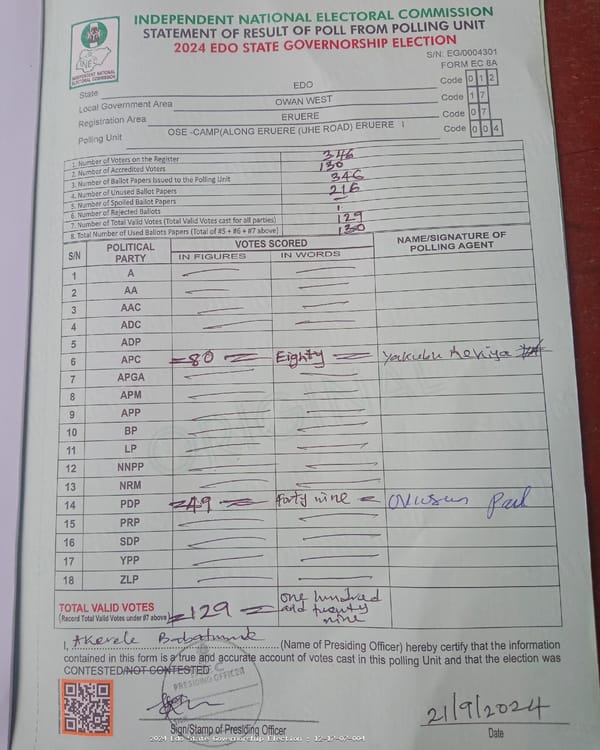 INDEPENDENT NATIONAL ELECTORAL COMMISSION
STATEMENT OF RESULT OF POLL FROM POLLING UNIT
2024 EDO STATE GOVERNORSHIP ELECTION
INEC
INDEPENDENT NATIONAL ELECTORAL COMMISSION
S/N: EG/0004301
FORM EC 8A
State EDO Code 0 1 2
Local Government Area OWAN WEST Code 1 7
Registration Area ERUERE Code 0 7
Polling Unit OSE -CAMP(ALONG ERUERE (UHE ROAD) ERUERE I Code 0 0 4
1. Number of Voters on the Register 346
2. Number of Accredited Voters 130
3. Number of Ballot Papers Issued to the Polling Unit 346
4. Number of Unused Ballot Papers 216
5. Number of Spoiled Ballot Papers —
6. Number of Rejected Ballots 1
7. Number of Total Valid Votes (Total Valid Votes cast for all parties) 129
8. Total Number of Used Ballots Papers (Total of #5 + #6 + #7 above) 130
S/N POLITICAL PARTY VOTES SCORED NAME/SIGNATURE OF POLLING AGENT
IN FIGURES IN WORDS
1 A
2 AA
3 AAC
4 ADC
5 ADP
6 APC =80= Eighty = Yakubu
7 APGA
8 APM
9 APP
10 BP
11 LP
12 NNPP
13 NRM
14 PDP =49= Forty nine =
15 PRP
16 SDP
17 YPP
18 ZLP
TOTAL VALID VOTES =129= one hundred and twenty nine
(Record Total Valid Votes under #7 above)
I, Akerele Babatunde (Name of Presiding Officer) hereby certify that the information
contained in this form is a true and accurate account of votes cast in this polling Unit and that the election was
CONTESTED/NOT CONTESTED.
PRESIDING OFFICER
21/9/2024
Sign/Stamp of Presiding Officer Date
2024 Edo State Governorship Election : 12-17-07-004